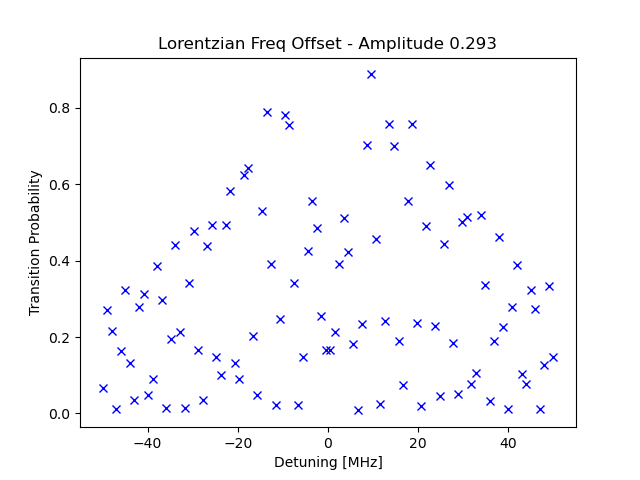 Lorentzian Freq Offset - Amplitude 0.293
Transition Probability
0.8
0.6
0.4
0.2
0.0
−40 −20 0 20 40
Detuning [MHz]